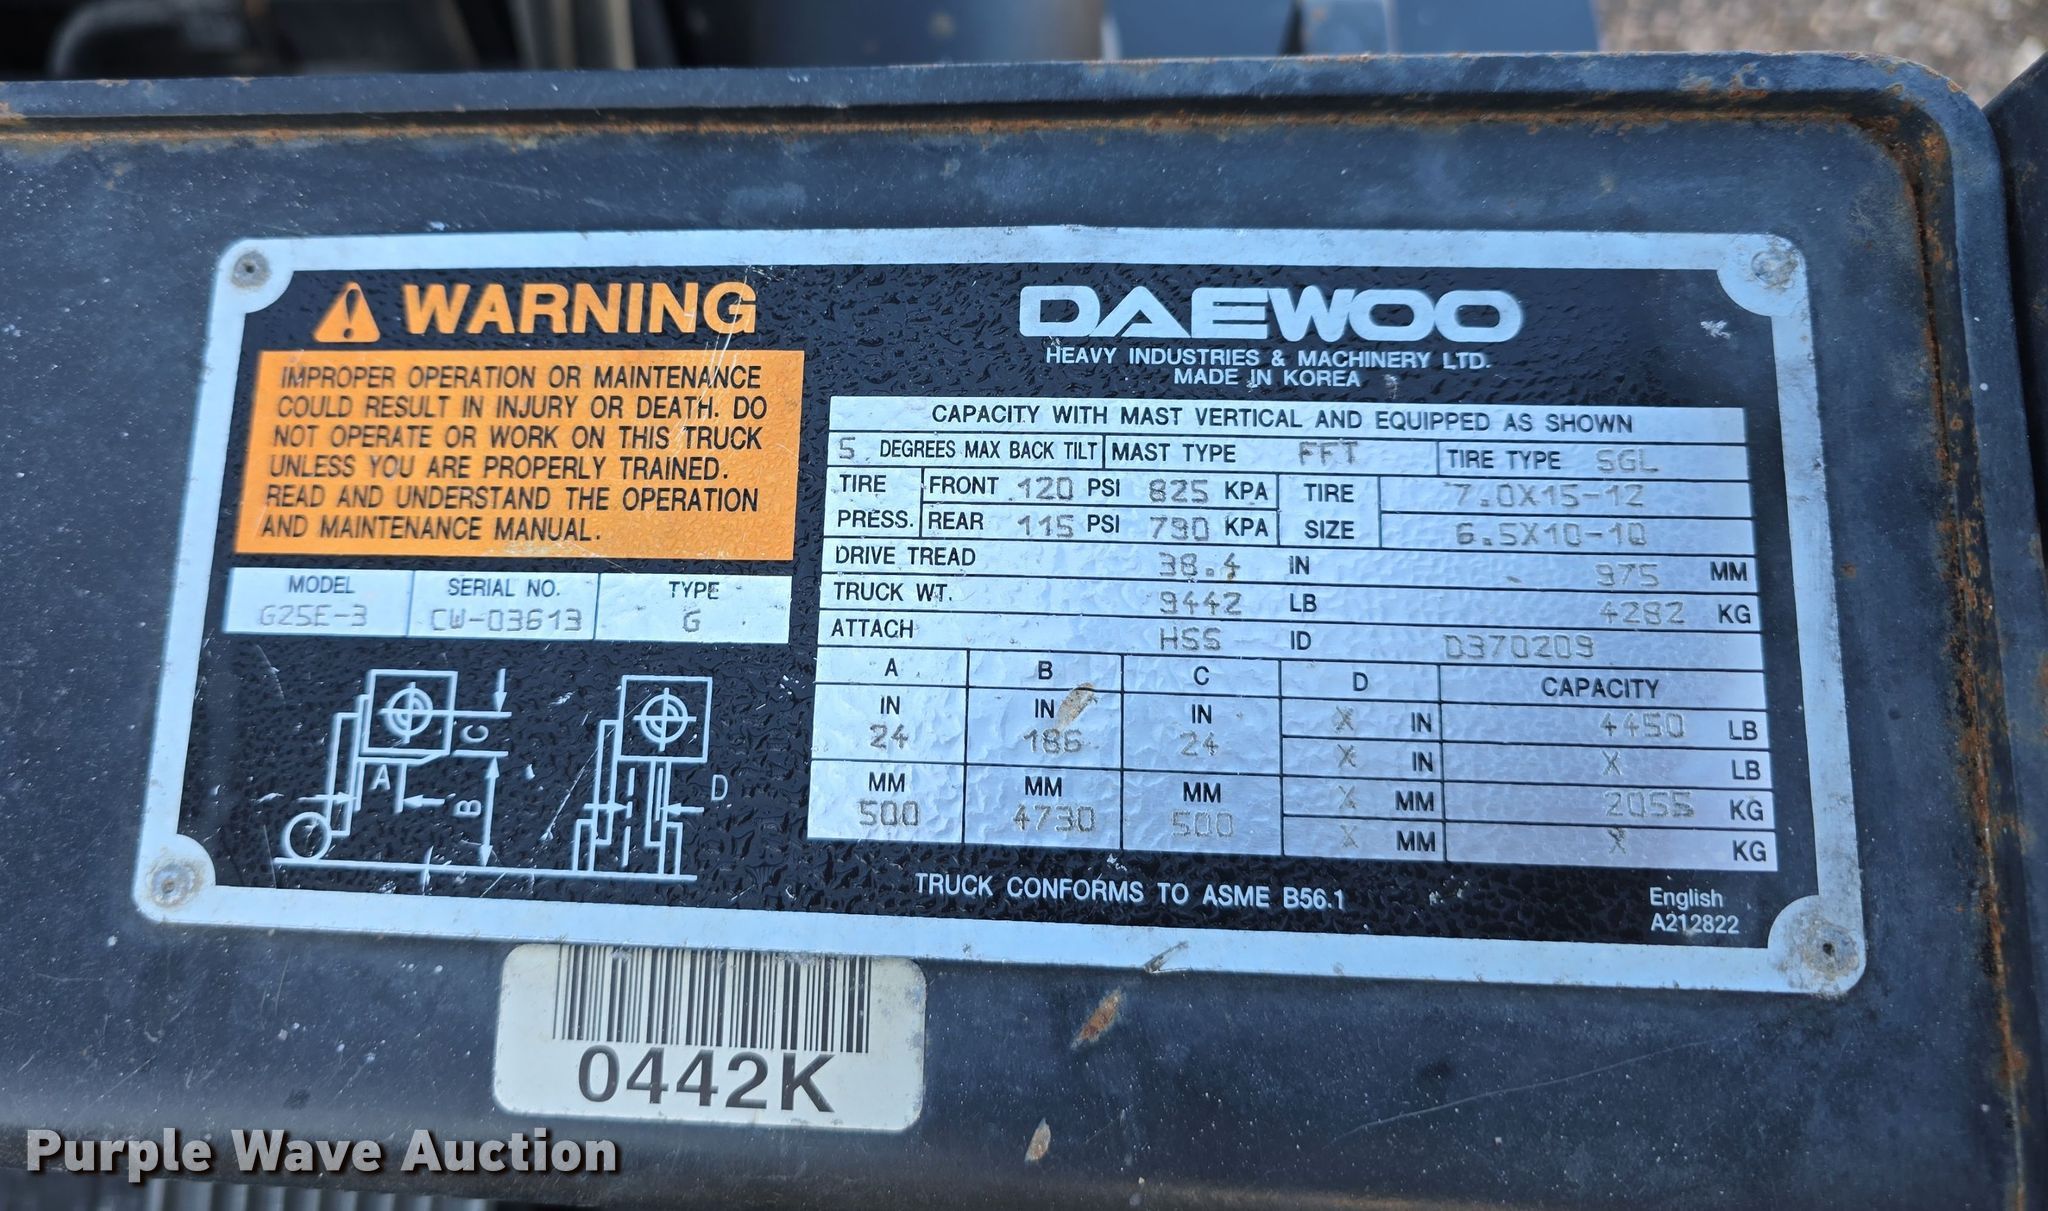 WARNING
IMPROPER OPERATION OR MAINTENANCE
COULD RESULT IN INJURY OR DEATH. DO
NOT OPERATE OR WORK ON THIS TRUCK
UNLESS YOU ARE PROPERLY TRAINED.
READ AND UNDERSTAND THE OPERATION
AND MAINTENANCE MANUAL.
MODEL SERIAL NO. TYPE
G25E-3 CW-03613 G
C
A
B
D
DAEWOO
HEAVY INDUSTRIES & MACHINERY LTD.
MADE IN KOREA
CAPACITY WITH MAST VERTICAL AND EQUIPPED AS SHOWN
5 DEGREES MAX BACK TILT MAST TYPE FFT TIRE TYPE SGL
TIRE FRONT 120 PSI 825 KPA TIRE 7.0X15-12
PRESS. REAR 115 PSI 790 KPA SIZE 6.5X10-10
DRIVE TREAD 38.4 IN 975 MM
TRUCK WT. 9442 LB 4282 KG
ATTACH HSS ID D370209
A B C D CAPACITY
IN IN IN X IN 4450 LB
24 186 24 X IN X LB
MM MM MM X MM 2055 KG
500 4730 500 X MM X KG
TRUCK CONFORMS TO ASME B56.1
English
A212822
0442K
Purple Wave Auction